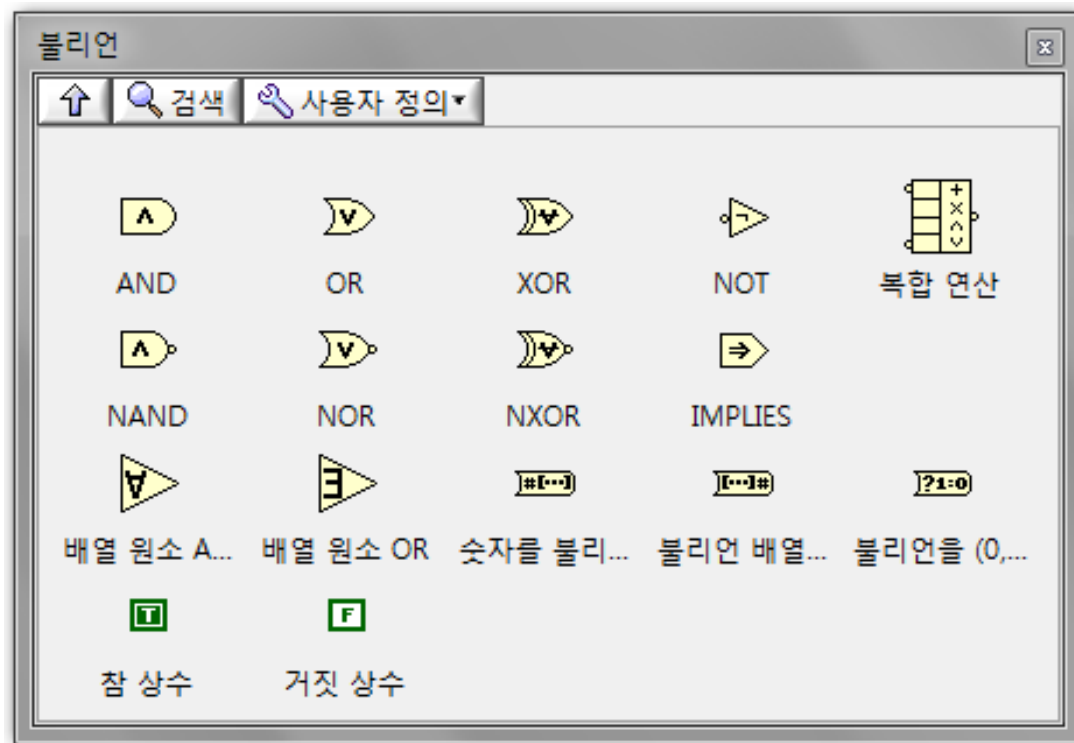 불리언
검색 사용자 정의
AND OR XOR NOT 복합 연산
NAND NOR NXOR IMPLIES
배열 원소 A... 배열 원소 OR 숫자를 불리... 불리언 배열... 불리언을 (0,...
참 상수 거짓 상수